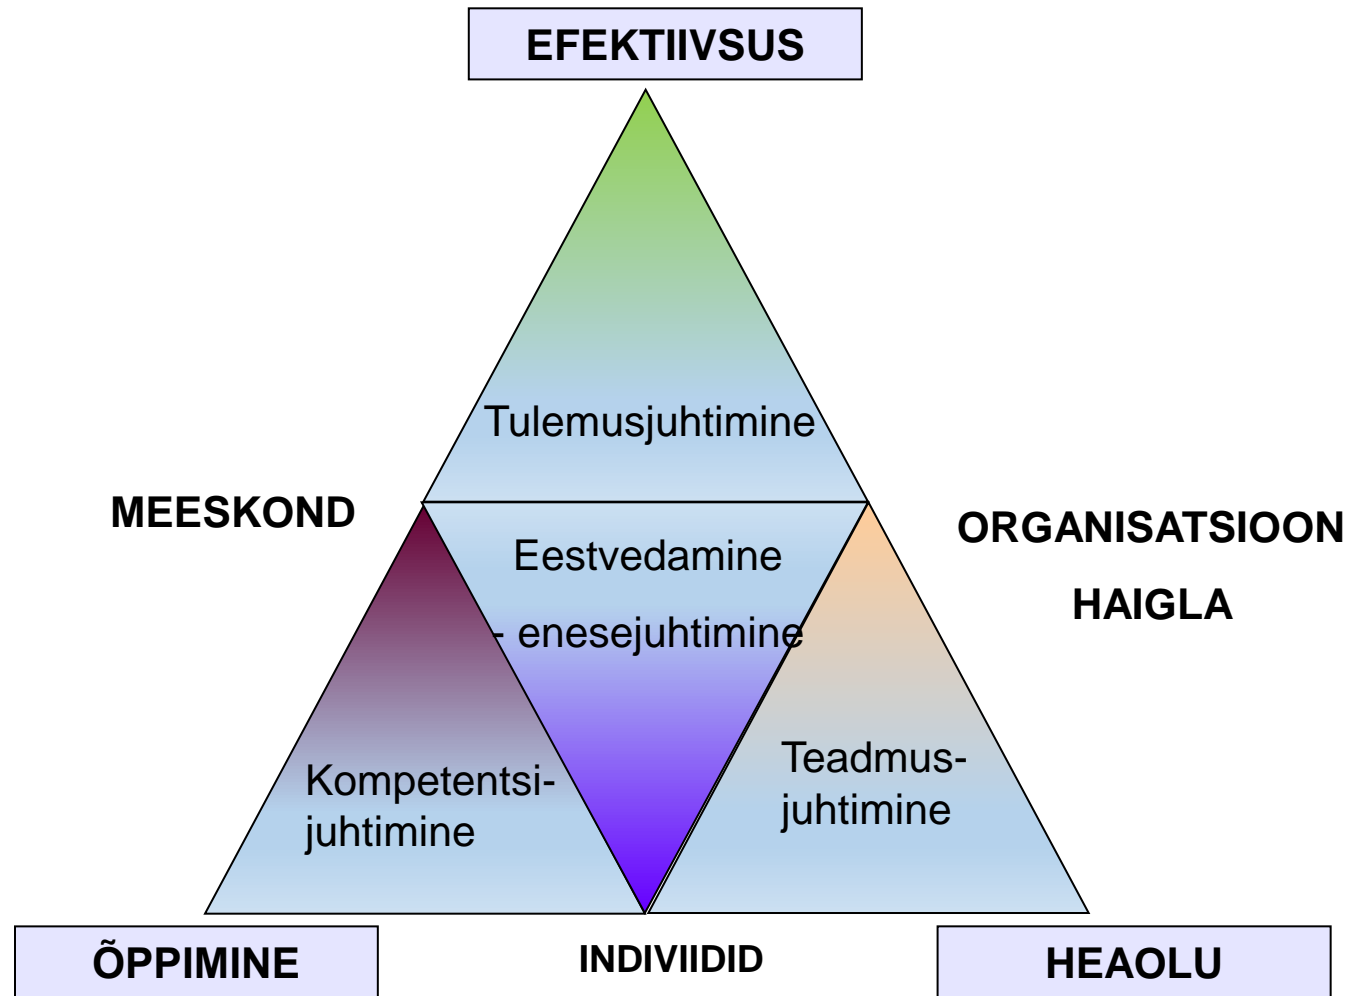 EFEKTIIVSUS
Tulemusjuhtimine
MEESKOND
ORGANISATSIOON
HAIGLA
Eestvedamine
- enesejuhtimine
Kompetentsi-
juhtimine
Teadmus-
juhtimine
ÕPPIMINE
INDIVIIDID
HEAOLU